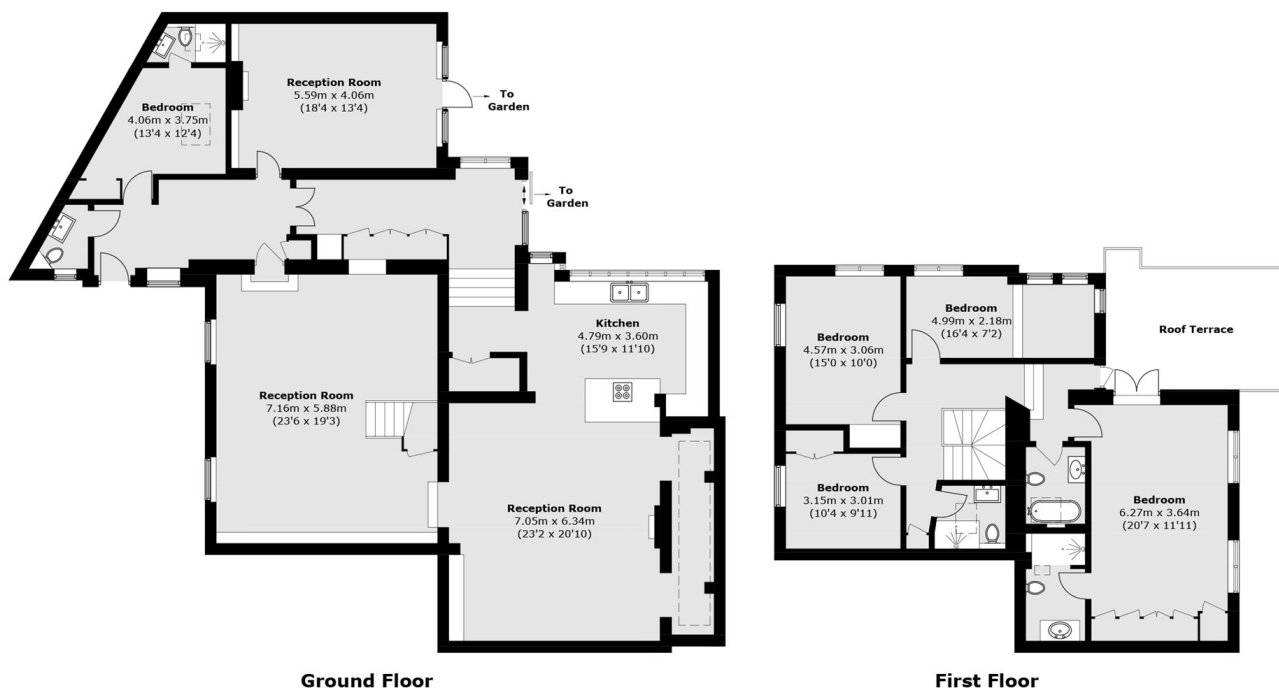 Reception Room
5.59m x 4.06m
(18'4 x 13'4)
To
Garden
Bedroom
4.06m x 3.75m
(13'4 x 12'4)
To
Garden
Kitchen
4.79m x 3.60m
(15'9 x 11'10)
Reception Room
7.16m x 5.88m
(23'6 x 19'3)
Reception Room
7.05m x 6.34m
(23'2 x 20'10)
Ground Floor
Bedroom
4.57m x 3.06m
(15'0 x 10'0)
Bedroom
4.99m x 2.18m
(16'4 x 7'2)
Roof Terrace
Bedroom
3.15m x 3.01m
(10'4 x 9'11)
Bedroom
6.27m x 3.64m
(20'7 x 11'11)
First Floor